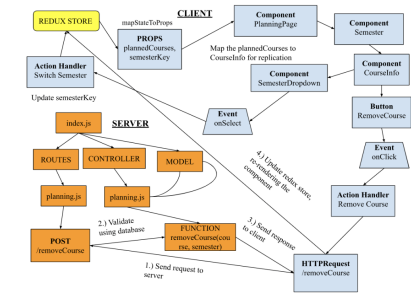 REDUX STORE
mapStateToProps
CLIENT
PROPS
plannedCourses,
semesterKey
Component
PlanningPage
Component
Semester
Action Handler
Switch Semester
Map the plannedCourses to
CourseInfo for replication
Component
SemesterDropdown
Component
CourseInfo
Update semesterKey
Button
RemoveCourse
Event
onSelect
Event
onClick
index.js
SERVER
ROUTES
CONTROLLER
MODEL
4.) Update redux store,
re-rendering the
component
planning.js
planning.js
Action Handler
Remove Course
2.) Validate
using database
FUNCTION
removeCourse(cou
rse, semester)
3.) Send response
to client
POST
/removeCourse
1.) Send request to
server
HTTPRequest
/removeCourse